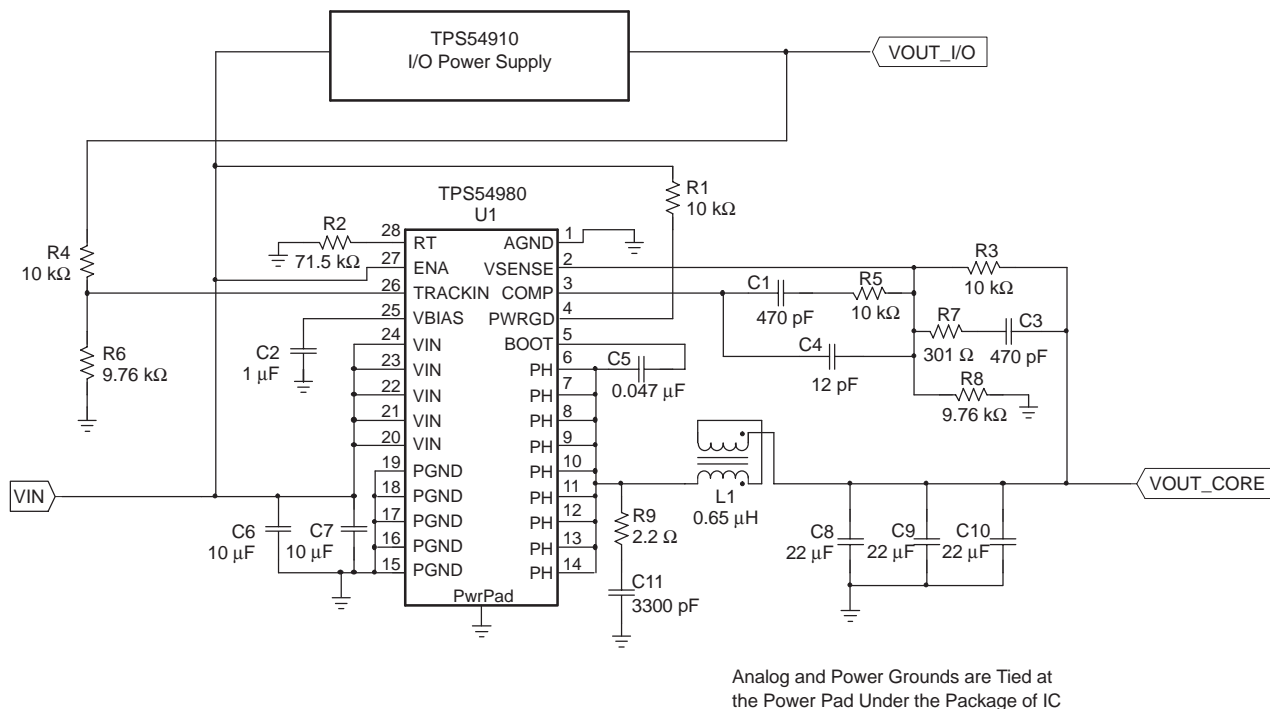 TPS54910
I/O Power Supply
VOUT_I/O
TPS54980
U1
R1
10 kΩ
R2
71.5 kΩ
R4
10 kΩ
R6
9.76 kΩ
C2
1 μF
28 RT
27 ENA
26 TRACKIN
25 VBIAS
24 VIN
23 VIN
22 VIN
21 VIN
20 VIN
19 PGND
18 PGND
17 PGND
16 PGND
15 PGND
AGND 1
VSENSE 2
COMP 3
PWRGD 4
BOOT 5
PH 6
PH 7
PH 8
PH 9
PH 10
PH 11
PH 12
PH 13
PH 14
PwrPad
C1
470 pF
R5
10 kΩ
R3
10 kΩ
R7
301 Ω
C3
470 pF
C4
12 pF
R8
9.76 kΩ
C5
0.047 μF
L1
0.65 μH
VIN
C6
10 μF
C7
10 μF
R9
2.2 Ω
C11
3300 pF
C8
22 μF
C9
22 μF
C10
22 μF
VOUT_CORE
Analog and Power Grounds are Tied at
the Power Pad Under the Package of IC